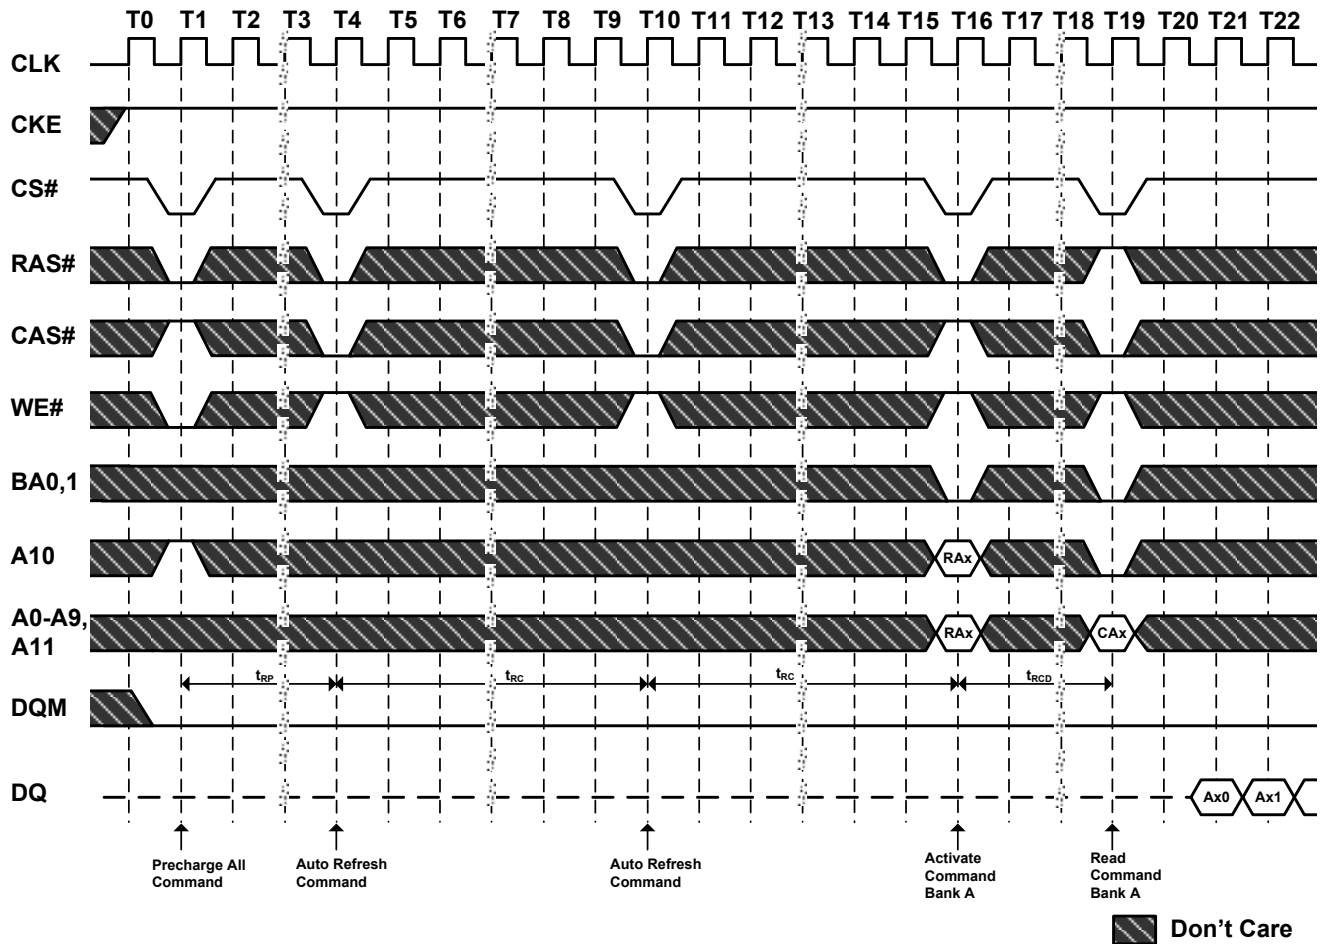 T0 T1 T2 T3 T4 T5 T6 T7 T8 T9 T10 T11 T12 T13 T14 T15 T16 T17 T18 T19 T20 T21 T22
CLK
CKE
CS#
RAS#
CAS#
WE#
BA0,1
A10 RAx
A0-A9,
A11 RAx CAx
tRP tRC tRC tRCD
DQM
DQ Ax0 Ax1
Precharge All
Command
Auto Refresh
Command
Auto Refresh
Command
Activate
Command
Bank A
Read
Command
Bank A
Don't Care